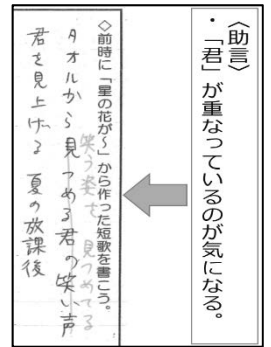 〈助言〉
・「君」が重なっているのが気になる。
◇前時に「星の花が～」から作った短歌を書こう。
笑う姿を 見つめてる
タオルから見つめる君の笑い声
君を見上げる 夏の放課後